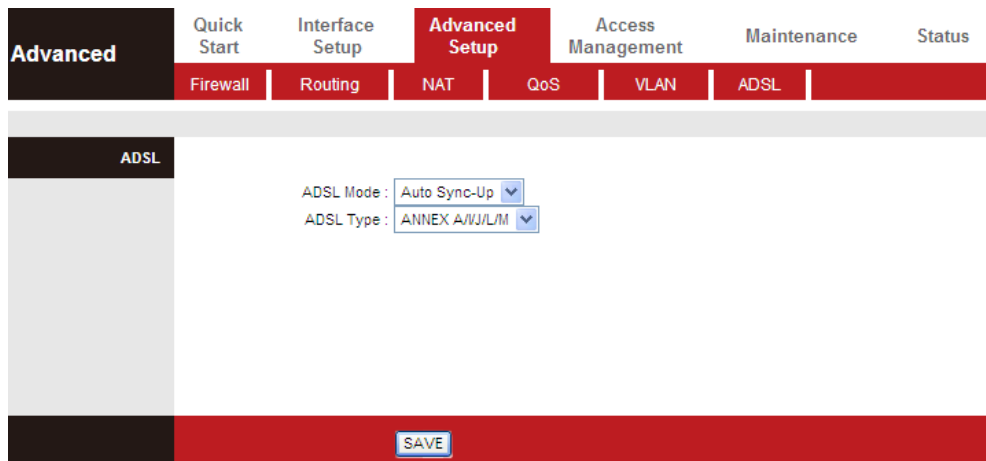 Advanced
Quick Start
Interface Setup
Advanced Setup
Access Management
Maintenance
Status
Firewall
Routing
NAT
QoS
VLAN
ADSL
ADSL
ADSL Mode : Auto Sync-Up
ADSL Type : ANNEX A/I/J/L/M
SAVE